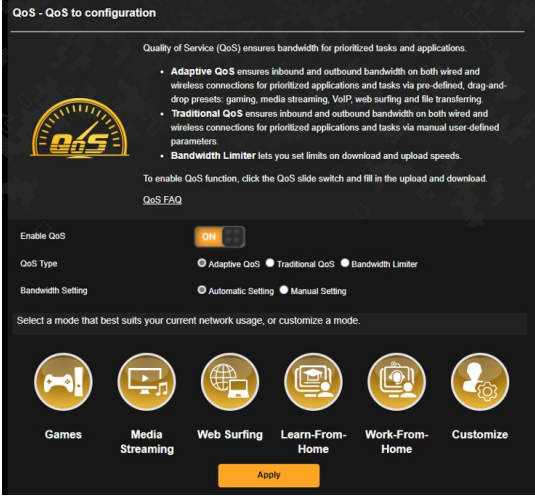 QoS - QoS to configuration
Quality of Service (QoS) ensures bandwidth for prioritized tasks and applications.
• Adaptive QoS ensures inbound and outbound bandwidth on both wired and
wireless connections for prioritized applications and tasks via pre-defined, drag-and-
drop presets: gaming, media streaming, VoIP, web surfing and file transferring.
• Traditional QoS ensures inbound and outbound bandwidth on both wired and
wireless connections for prioritized applications and tasks via manual user-defined
parameters.
• Bandwidth Limiter lets you set limits on download and upload speeds.
QoS
To enable QoS function, click the QoS slide switch and fill in the upload and download.
QoS FAQ
Enable QoS ON
QoS Type Adaptive QoS Traditional QoS Bandwidth Limiter
Bandwidth Setting Automatic Setting Manual Setting
Select a mode that best suits your current network usage, or customize a mode.
Games
Media
Streaming
Web Surfing
Learn-From-
Home
Work-From-
Home
Customize
Apply